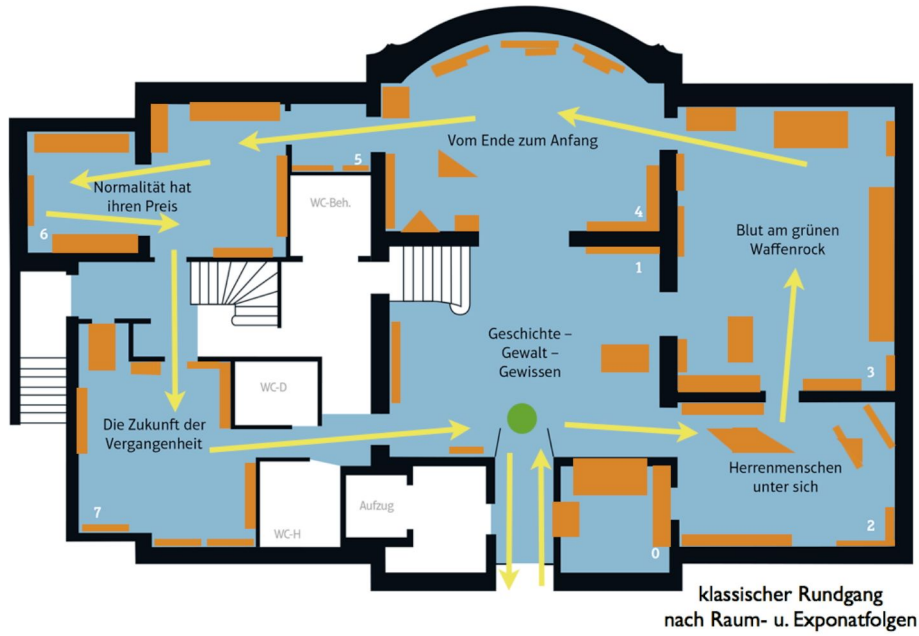 Vom Ende zum Anfang
5
WC-Beh.
Normalität hat
ihren Preis
6
4
Blut am grünen
Waffenrock
1
Geschichte –
Gewalt –
Gewissen
3
WC-D
Die Zukunft der
Vergangenheit
Herrenmenschen
unter sich
Aufzug
7
WC-H
2
0
klassischer Rundgang
nach Raum- u. Exponatfolgen